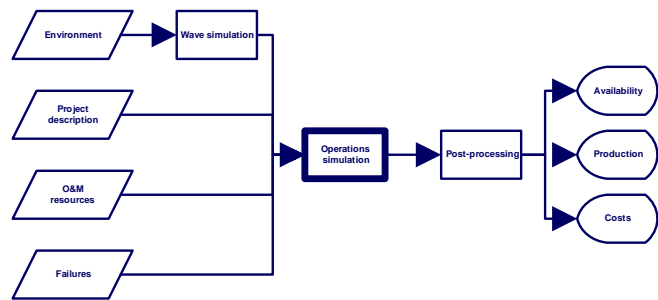 Environment
Wave simulation
Project
description
O&M
resources
Failures
Operations
simulation
Post-processing
Availability
Production
Costs